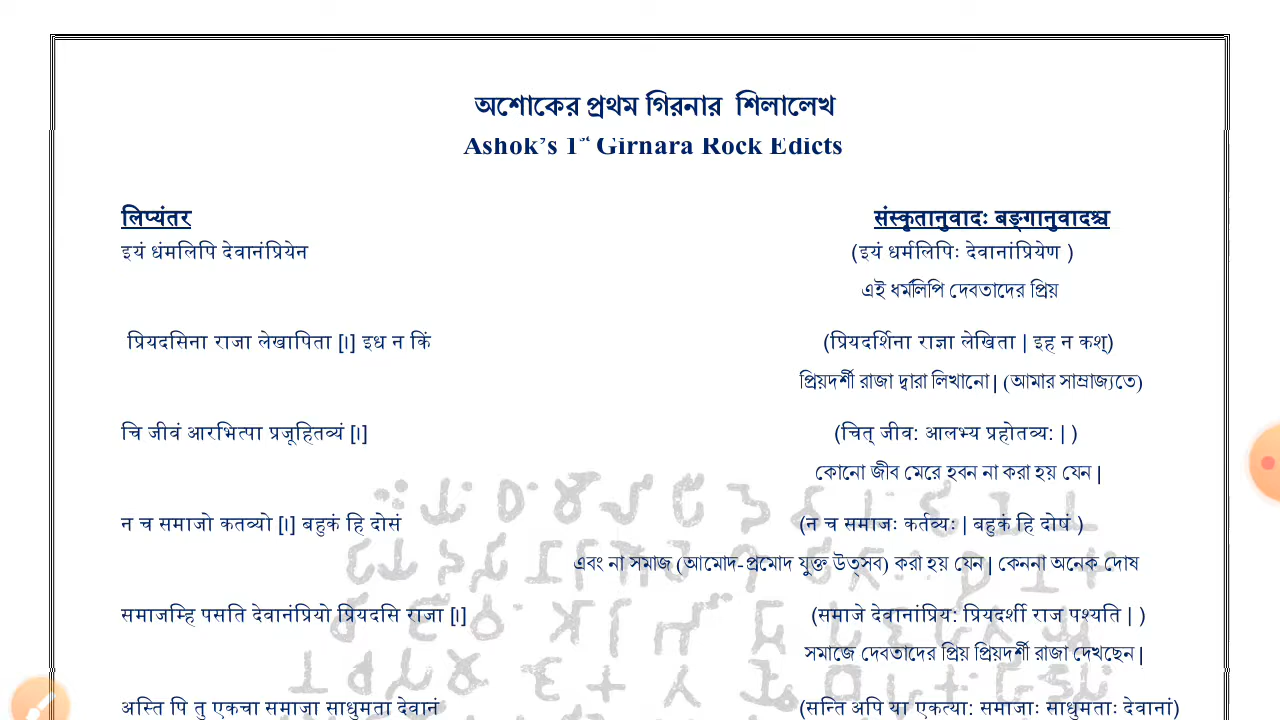 অশোকের প্রথম গিরনার শিলালেখ
Ashok’s 1st Girnara Rock Edicts
लिप्यंतर
संस्कृतानुवादः बङ्गानुवादश्च
इयं धंमलिपि देवानंप्रियेन
(इयं धर्मलिपिः देवानांप्रियेण )
এই ধর্মলিপি দেবতাদের প্রিয়
प्रियदसिना राजा लेखापिता [।] इध न किं
(प्रियदर्शिना राज्ञा लेखिता | इह न कश्)
প্রিয়দর্শী রাজা দ্বারা লিখানো | (আমার সাম্রাজ্যতে)
चि जीवं आरभित्पा प्रजूहितव्यं [।]
(चित् जीव: आलभ्य प्रहोतव्य: | )
কোনো জীব মেরে হবন না করা হয় যেন |
न च समाजो कतव्यो [।] बहुकं हि दोसं
(न च समाजः कर्तव्यः | बहुकं हि दोषं )
এবং না সমাজ (আমোদ-প্রমোদ যুক্ত উত্সব) করা হয় যেন | কেননা অনেক দোষ
समाजम्हि पसति देवानंप्रियो प्रियदसि राजा [।]
(समाजे देवानांप्रिय: प्रियदर्शी राज पश्यति | )
সমাজে দেবতাদের প্রিয় প্রিয়দর্শী রাজা দেখছেন |
अस्ति पि तु एकचा समाजा साधुमता देवानं
(सन्ति अपि या एकत्या: समाजाः साधुमताः देवानां)